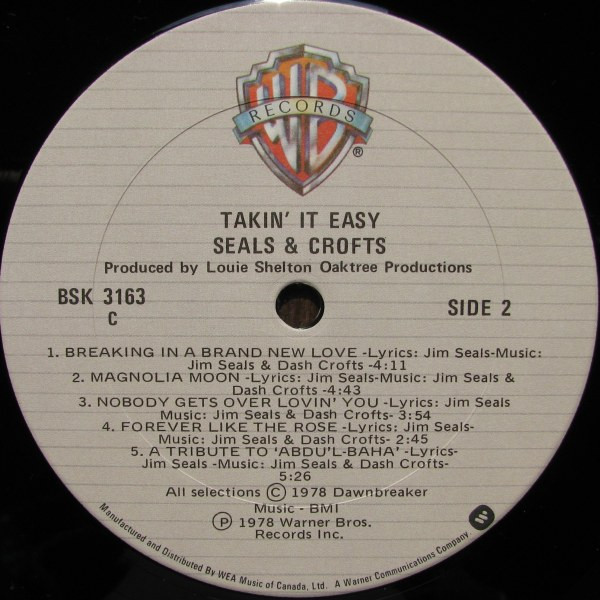 WB
RECORDS
®
TAKIN' IT EASY
SEALS & CROFTS
Produced by Louie Shelton Oaktree Productions
BSK 3163
C
SIDE 2
1. BREAKING IN A BRAND NEW LOVE -Lyrics: Jim Seals-Music:
Jim Seals & Dash Crofts -4:11
2. MAGNOLIA MOON -Lyrics: Jim Seals-Music: Jim Seals &
Dash Crofts -4:43
3. NOBODY GETS OVER LOVIN' YOU -Lyrics: Jim Seals
Music: Jim Seals & Dash Crofts- 3:54
4. FOREVER LIKE THE ROSE -Lyrics: Jim Seals-
Music: Jim Seals & Dash Crofts- 2:45
5. A TRIBUTE TO 'ABDU'L-BAHA' -Lyrics-
Jim Seals -Music: Jim Seals & Dash Crofts-
5:26
All selections Ⓒ 1978 Dawnbreaker
Music - BMI
Ⓟ 1978 Warner Bros.
Records Inc.
Manufactured and Distributed By WEA Music of Canada, Ltd. A Warner Communications Company.